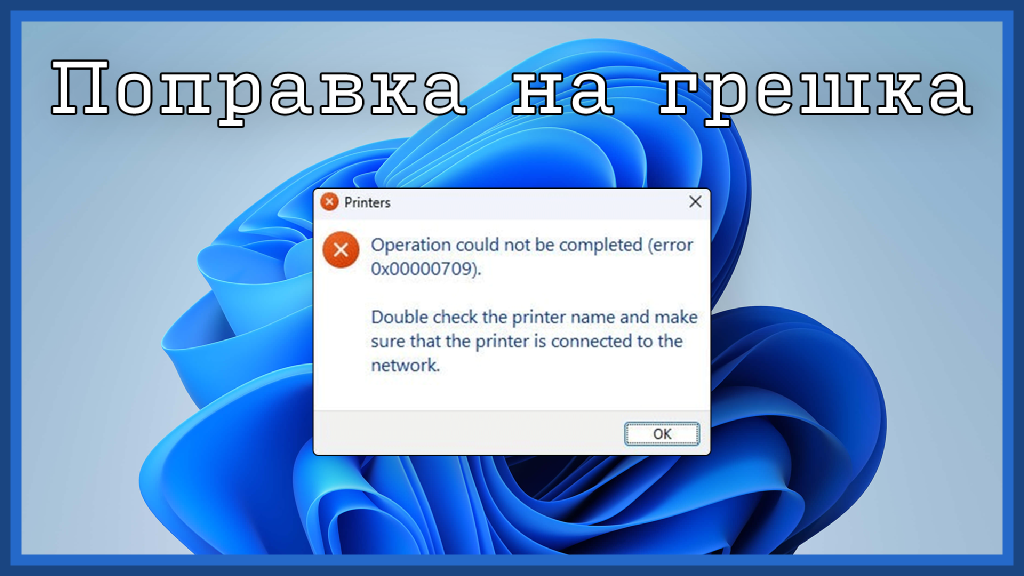 Поправка на грешка
Printers
Operation could not be completed (error
0x00000709).
Double check the printer name and make
sure that the printer is connected to the
network.
OK